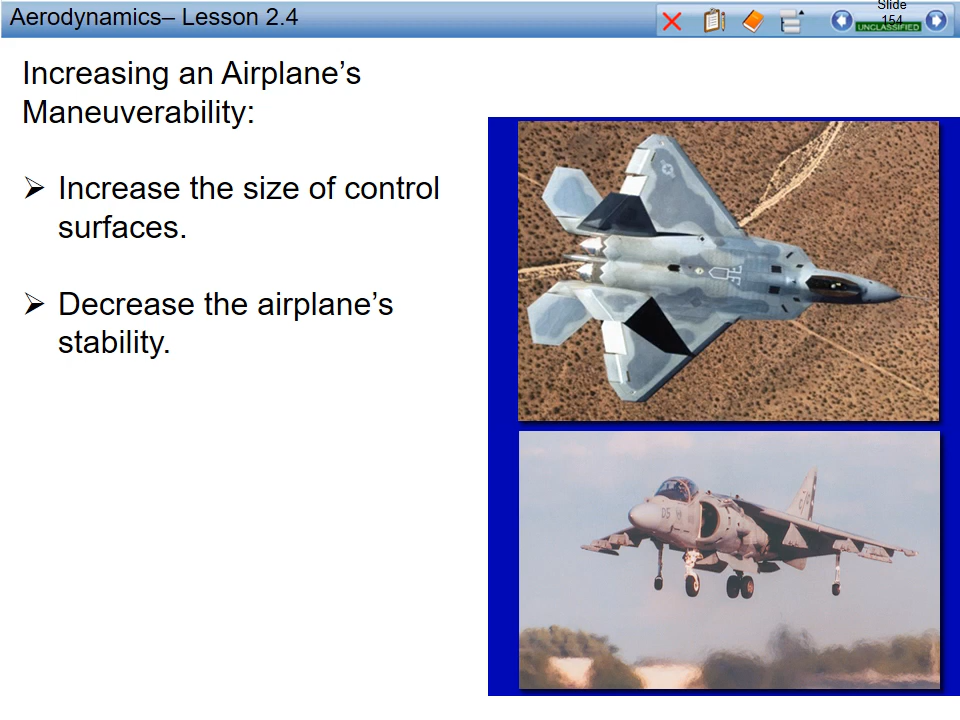 Aerodynamics– Lesson 2.4
Slide
154
UNCLASSIFIED
Increasing an Airplane’s
Maneuverability:
➢ Increase the size of control
surfaces.
➢ Decrease the airplane’s
stability.
05